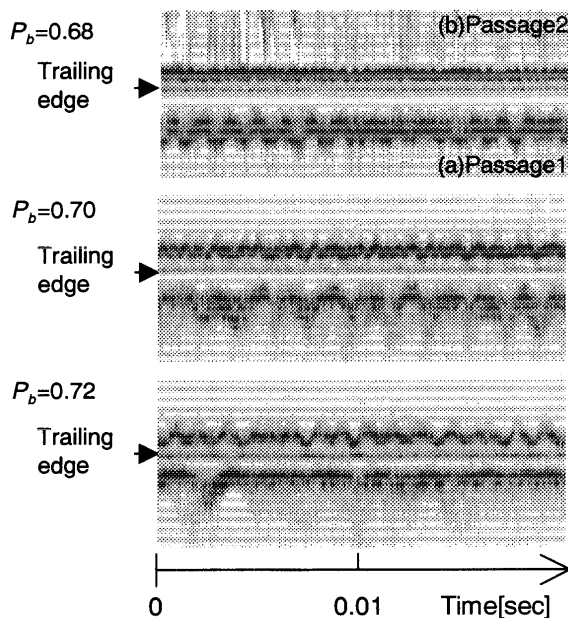 P_b=0.68
(b)Passage2
Trailing
edge
(a)Passage1
P_b=0.70
Trailing
edge
P_b=0.72
Trailing
edge
0
0.01
Time[sec]